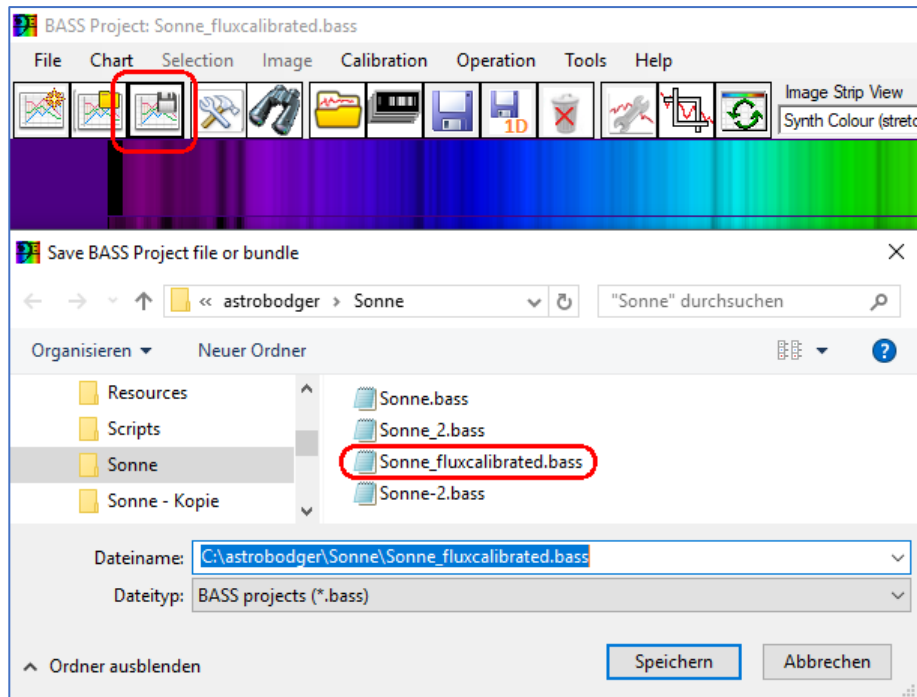 BASS Project: Sonne_fluxcalibrated.bass
File Chart Selection Image Calibration Operation Tools Help
1D
Image Strip View
Synth Colour (stretc
Save BASS Project file or bundle
« astrobodger › Sonne
"Sonne" durchsuchen
Organisieren Neuer Ordner
?
Resources
Scripts
Sonne
Sonne - Kopie
Sonne.bass
Sonne_2.bass
Sonne_fluxcalibrated.bass
Sonne-2.bass
Dateiname: C:\astrobodger\Sonne\Sonne_fluxcalibrated.bass
Dateityp: BASS projects (*.bass)
Ordner ausblenden
Speichern Abbrechen